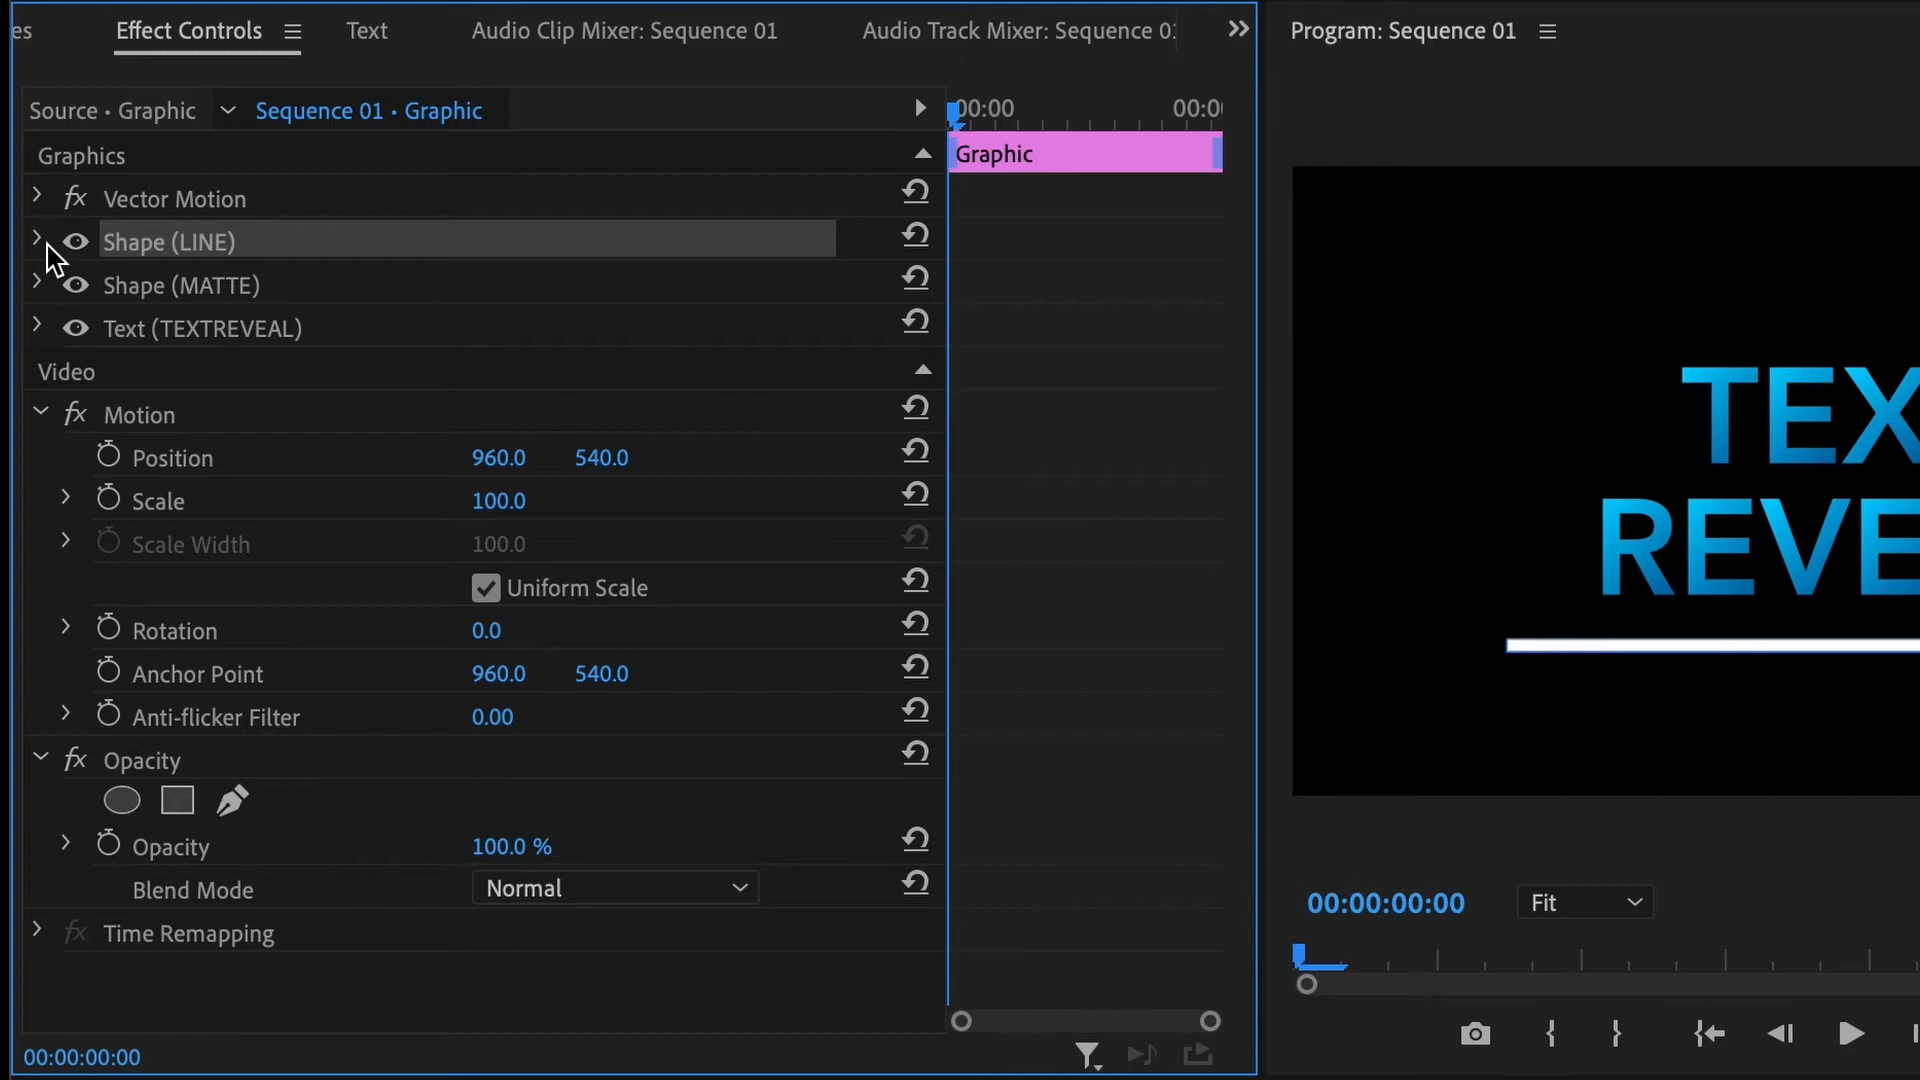 es
Effect Controls
Text
Audio Clip Mixer: Sequence 01
Audio Track Mixer: Sequence 0
Program: Sequence 01
Source • Graphic
Sequence 01 • Graphic
00:00
00:0
Graphics
Graphic
fx Vector Motion
Shape (LINE)
Shape (MATTE)
Text (TEXTREVEAL)
Video
fx Motion
Position 960.0 540.0
Scale 100.0
Scale Width 100.0
Uniform Scale
Rotation 0.0
Anchor Point 960.0 540.0
Anti-flicker Filter 0.00
fx Opacity
Opacity 100.0 %
Blend Mode Normal
fx Time Remapping
00:00:00:00
TEX
REVE
00:00:00:00
Fit